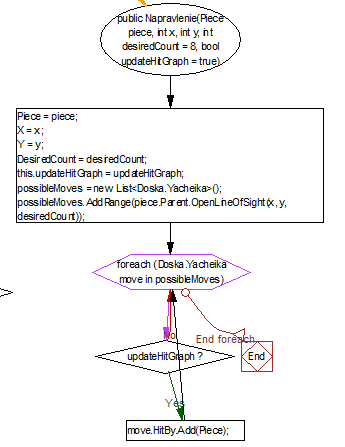 public Napravlenie(Piece
piece, int x, int y, int
desiredCount = 8, bool
updateHitGraph = true)
Piece = piece;
X = x;
Y = y;
DesiredCount = desiredCount;
this.updateHitGraph = updateHitGraph;
possibleMoves = new List<Doska.Yacheika>();
possibleMoves.AddRange(piece.Parent.OpenLineOfSight(x, y,
desiredCount));
foreach (Doska.Yacheika
move in possibleMoves)
No
End foreach
updateHitGraph ?
End
Yes
move.HitBy.Add(Piece);